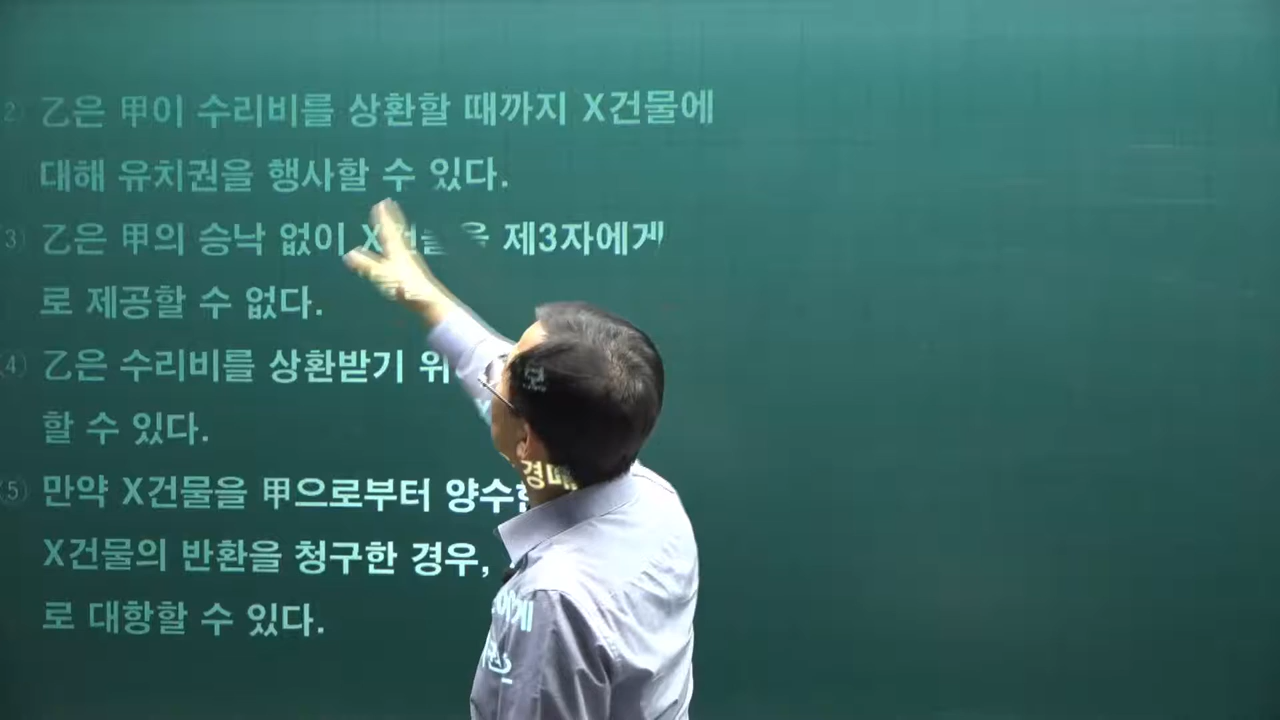 ② 乙은 甲이 수리비를 상환할 때까지 X건물에
대해 유치권을 행사할 수 있다.
③ 乙은 甲의 승낙 없이 X건물을 제3자에게
로 제공할 수 없다.
④ 乙은 수리비를 상환받기 위
할 수 있다.
⑤ 만약 X건물을 甲으로부터 양수한
X건물의 반환을 청구한 경우,
로 대항할 수 있다.